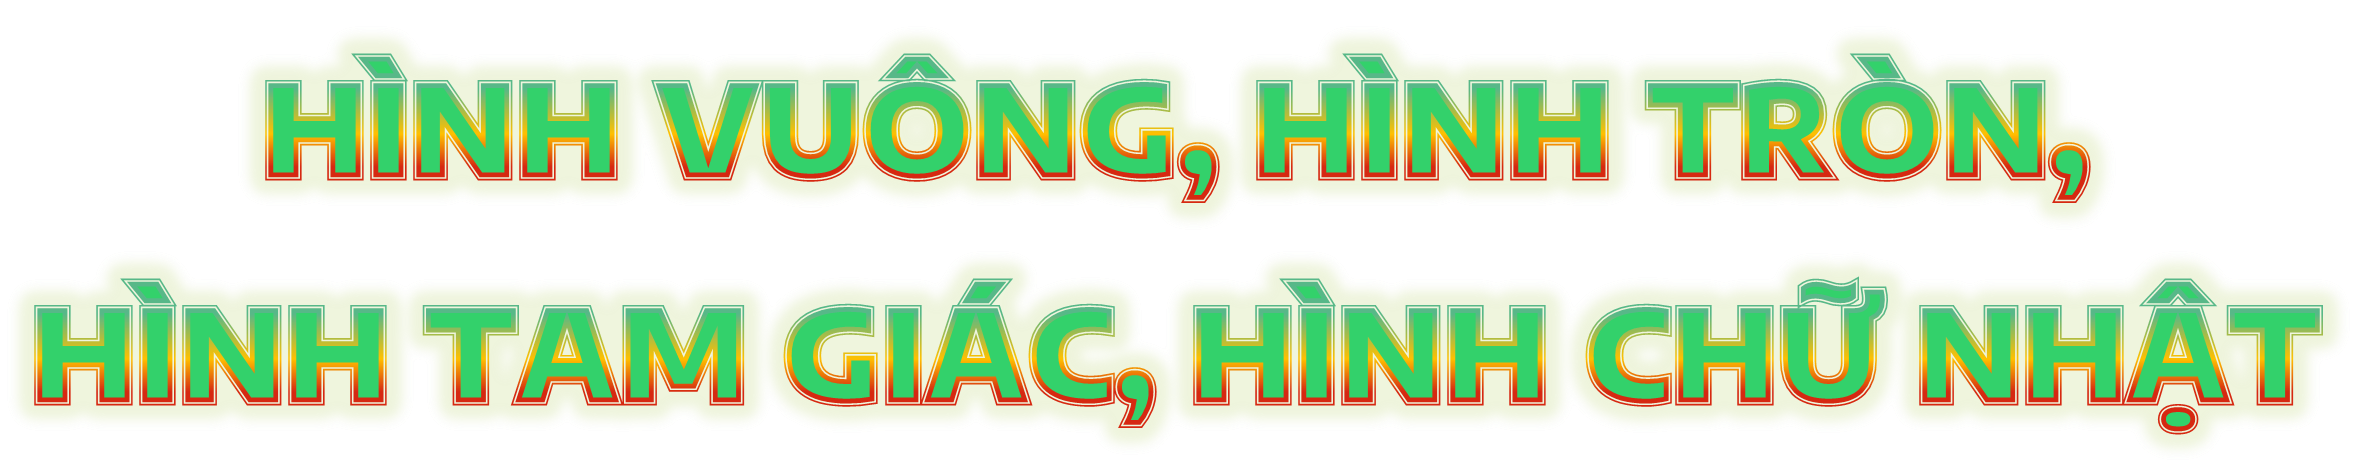 HÌNH VUÔNG, HÌNH TRÒN,
HÌNH TAM GIÁC, HÌNH CHỮ NHẬT